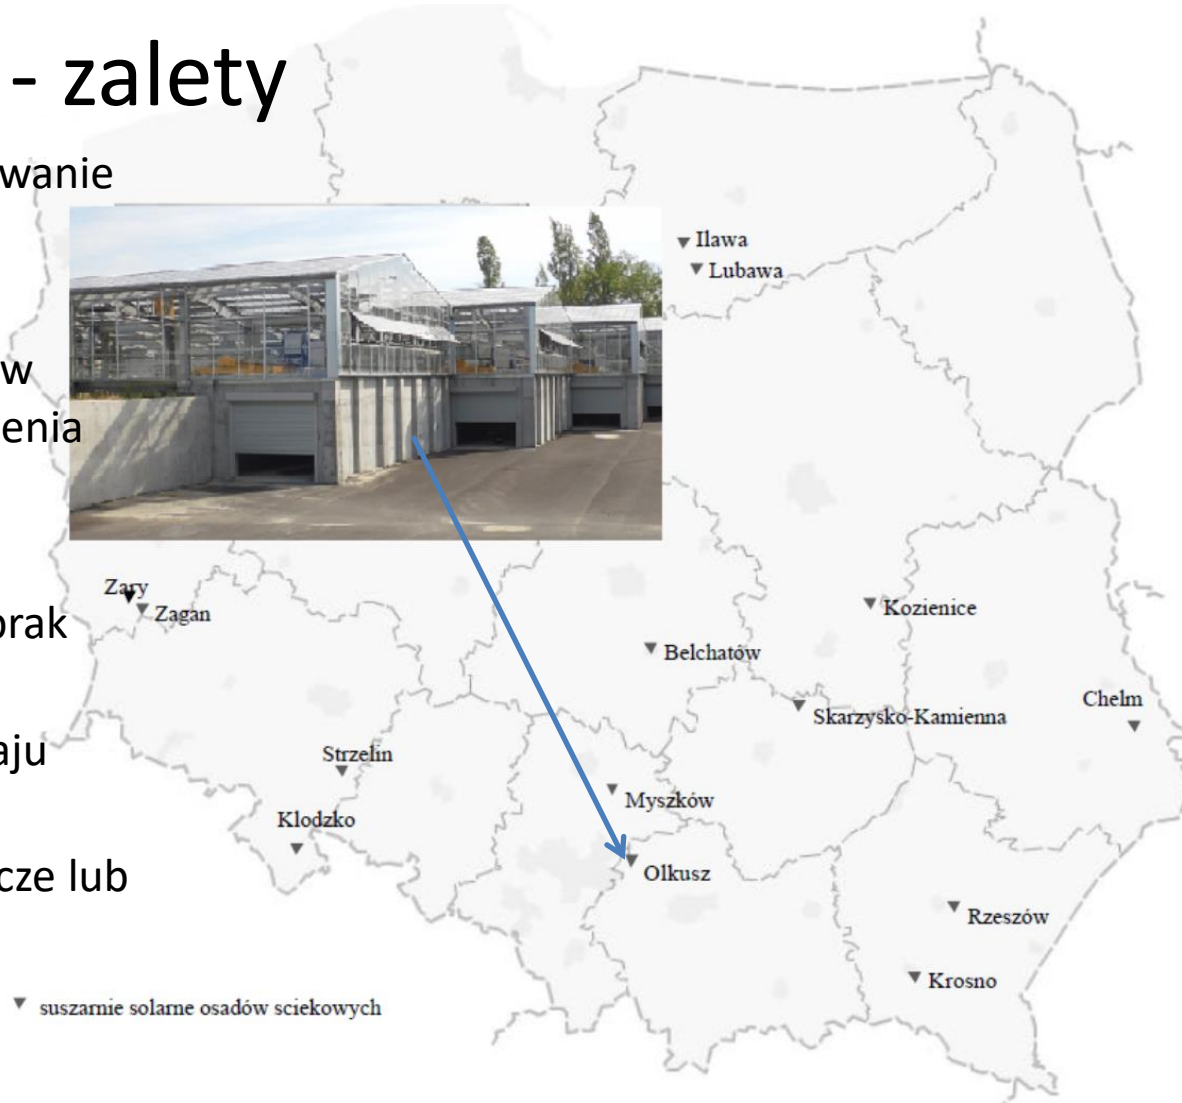 - zalety
wanie
Ilawa
Lubawa
w
enia
Zary
Zagan
Kozienice
brak
Belchatów
Chelm
Skarzysko-Kamienna
aju
Strzelin
Myszków
Klodzko
cze lub
Olkusz
Rzeszów
Krosno
suszarnie solarne osadów sciekowych